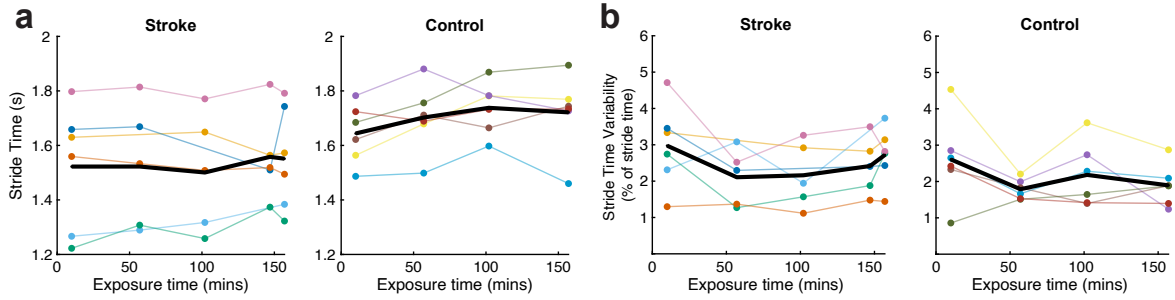 a
Stroke
Control
b
Stroke
Control
Stride Time (s)
2
1.8
1.6
1.4
1.2
0
50
100
150
Exposure time (mins)
2
1.8
1.6
1.4
1.2
0
50
100
150
Exposure time (mins)
Stride Time Variability
(% of stride time)
6
5
4
3
2
1
0
50
100
150
Exposure time (mins)
6
5
4
3
2
1
0
50
100
150
Exposure time (mins)